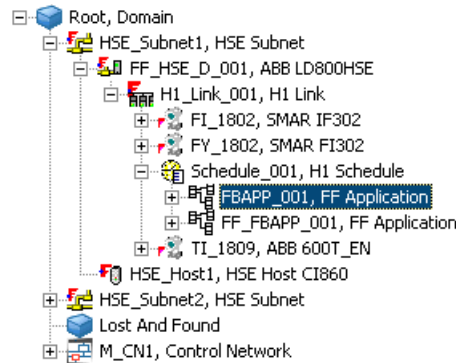 Root, Domain
HSE_Subnet1, HSE Subnet
FF_HSE_D_001, ABB LD800HSE
H1_Link_001, H1 Link
FI_1802, SMAR IF302
FY_1802, SMAR FI302
Schedule_001, H1 Schedule
FBAPP_001, FF Application
FF_FBAPP_001, FF Application
TI_1809, ABB 600T_EN
HSE_Host1, HSE Host CI860
HSE_Subnet2, HSE Subnet
Lost And Found
M_CN1, Control Network